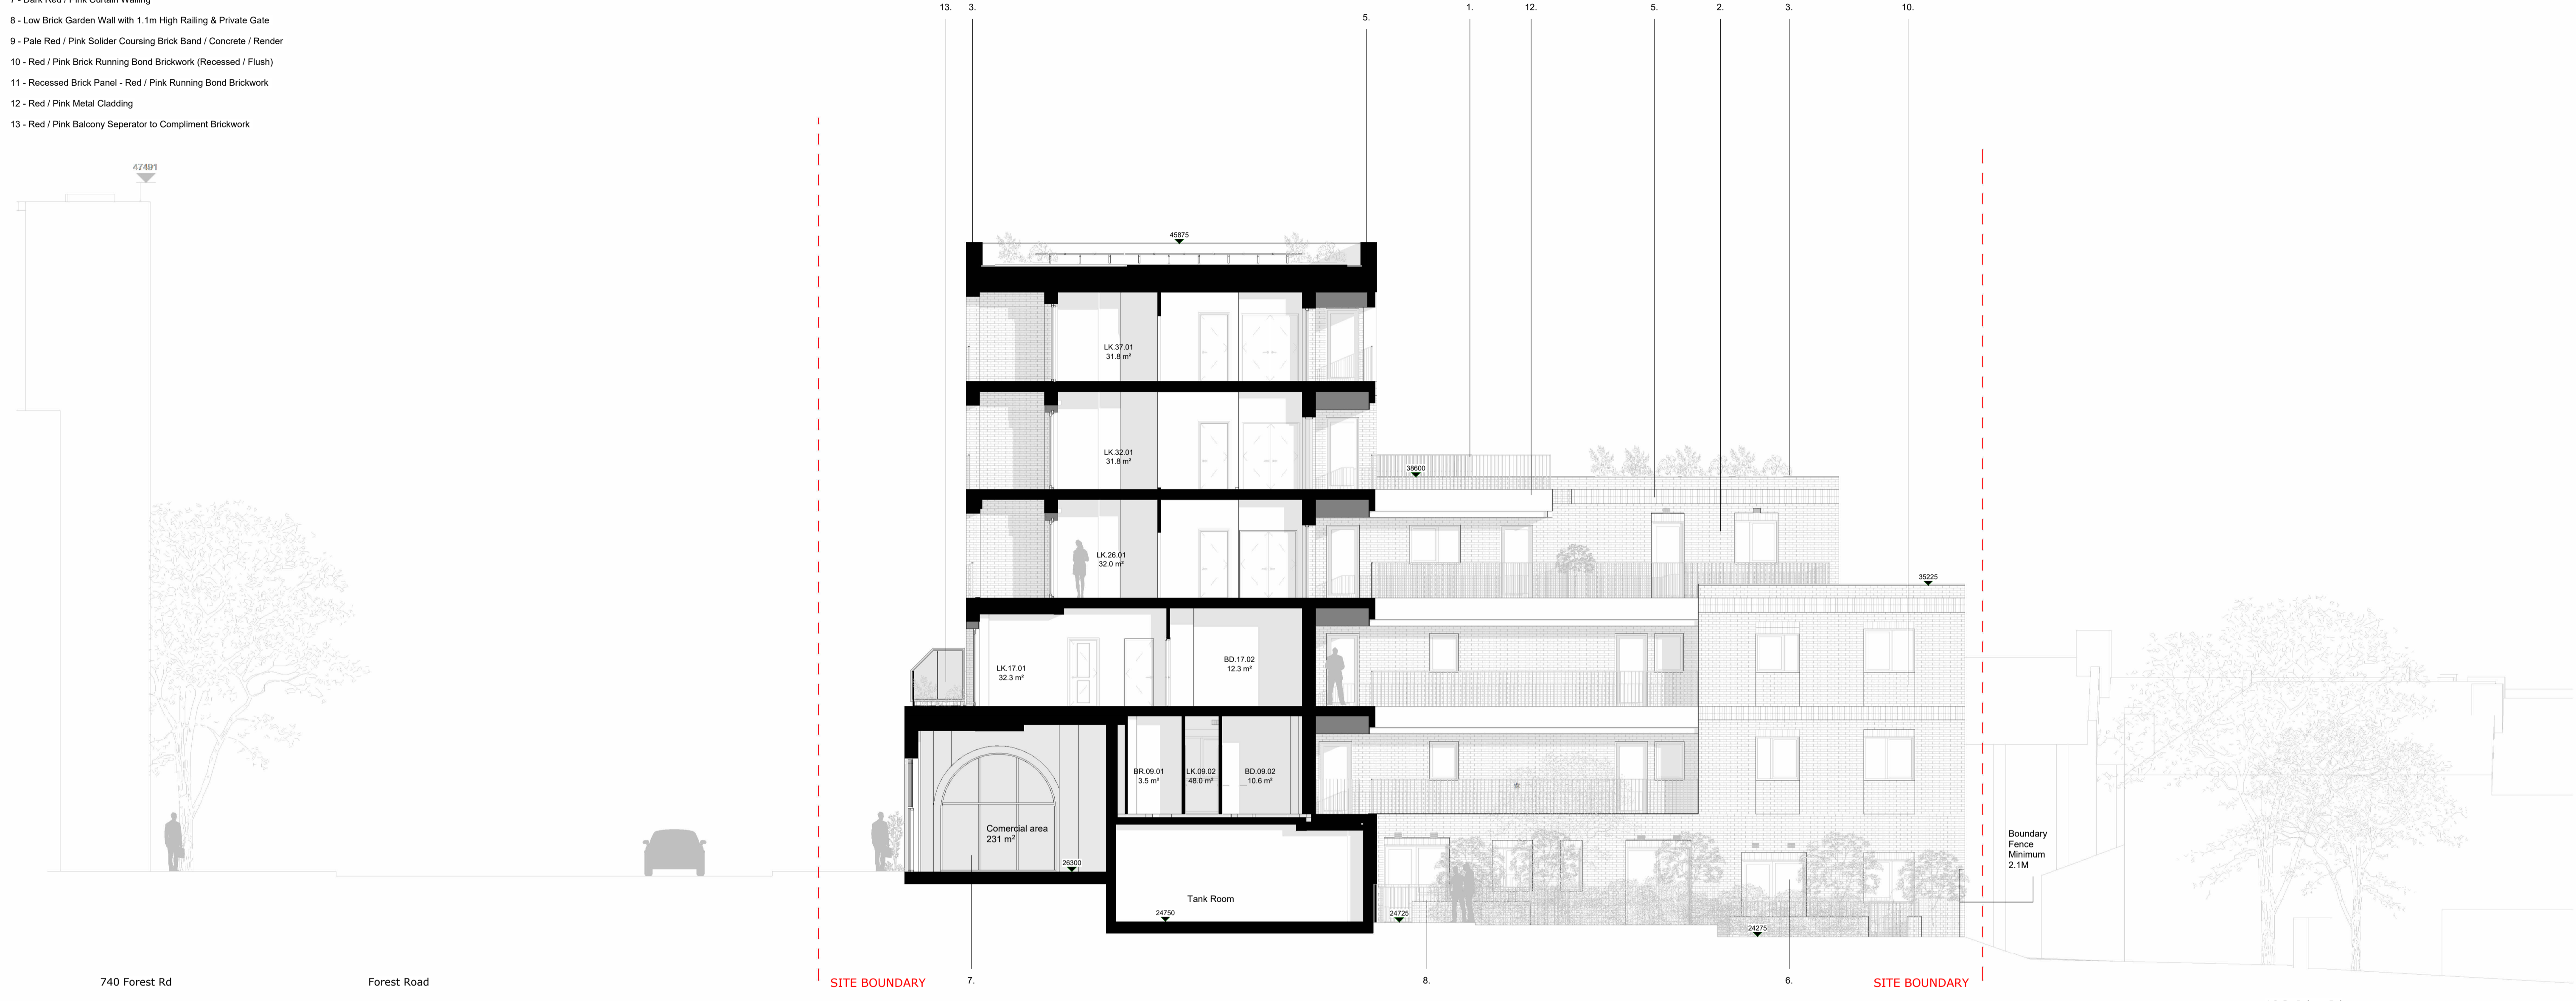 7 - Dark Red / Pink Curtain Walling
8 - Low Brick Garden Wall with 1.1m High Railing & Private Gate
9 - Pale Red / Pink Solider Coursing Brick Band / Concrete / Render
10 - Red / Pink Brick Running Bond Brickwork (Recessed / Flush)
11 - Recessed Brick Panel - Red / Pink Running Bond Brickwork
12 - Red / Pink Metal Cladding
13 - Red / Pink Balcony Seperator to Compliment Brickwork
13.
3.
5.
1.
12.
5.
2.
3.
10.
47491
45875
LK.37.01
31.8 m²
LK.32.01
31.8 m²
38600
LK.26.01
32.0 m²
35225
LK.17.01
32.3 m²
BD.17.02
12.3 m²
BR.09.01
3.5 m²
LK.09.02
48.0 m²
BD.09.02
10.6 m²
Comercial area
231 m²
26300
Tank Room
24750
24725
24275
Boundary
Fence
Minimum
2.1M
740 Forest Rd
Forest Road
SITE BOUNDARY
7.
8.
6.
SITE BOUNDARY